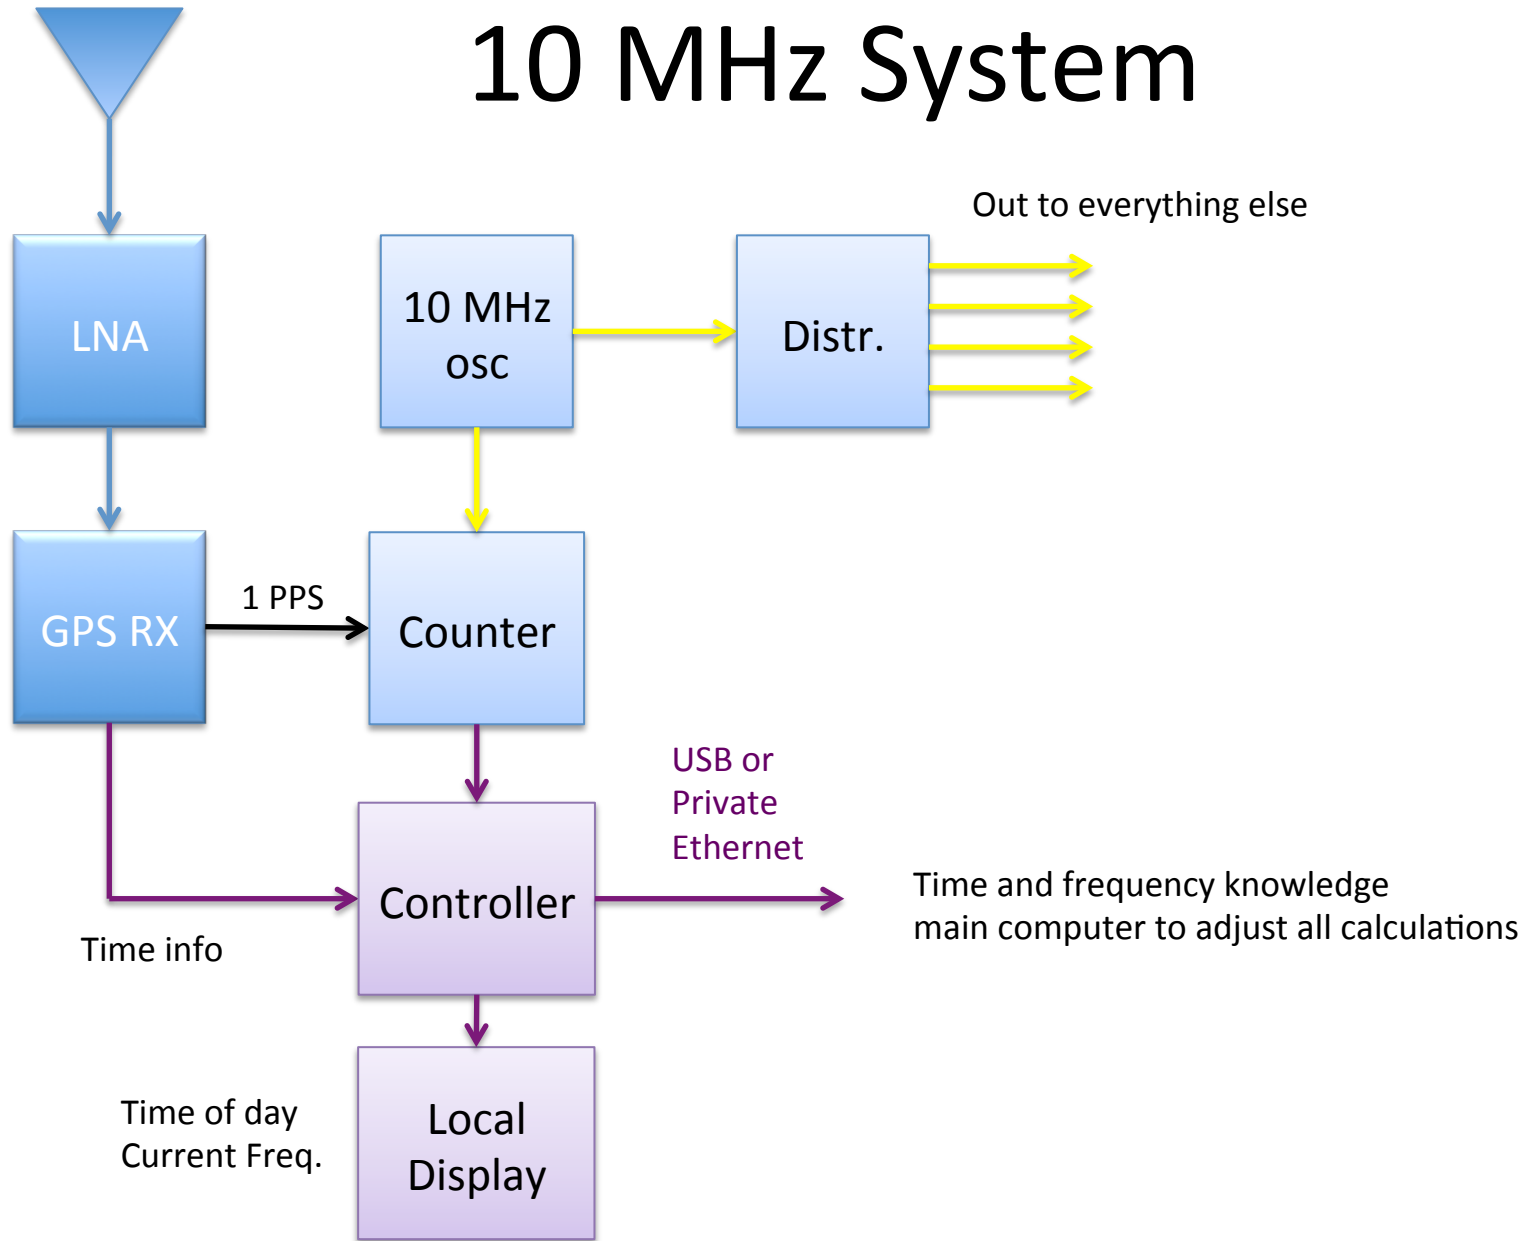 10 MHz System
Out to everything else
LNA
10 MHz
osc
Distr.
GPS RX
1 PPS
Counter
USB or
Private
Ethernet
Controller
Time info
Time and frequency knowledge
main computer to adjust all calculations
Time of day
Current Freq.
Local
Display